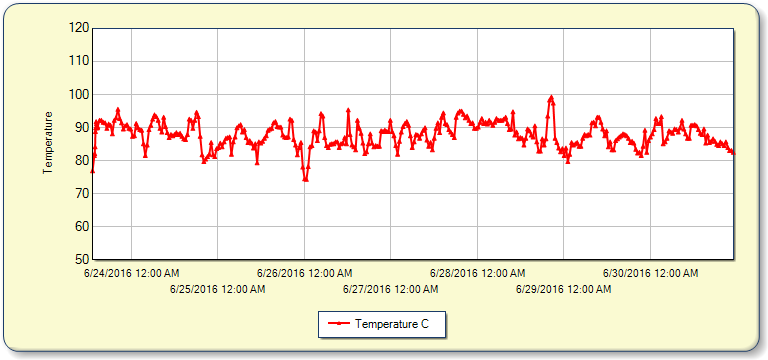 120
110
100
90
80
70
60
50
Temperature
6/24/2016 12:00 AM
6/26/2016 12:00 AM
6/28/2016 12:00 AM
6/30/2016 12:00 AM
6/25/2016 12:00 AM
6/27/2016 12:00 AM
6/29/2016 12:00 AM
Temperature C